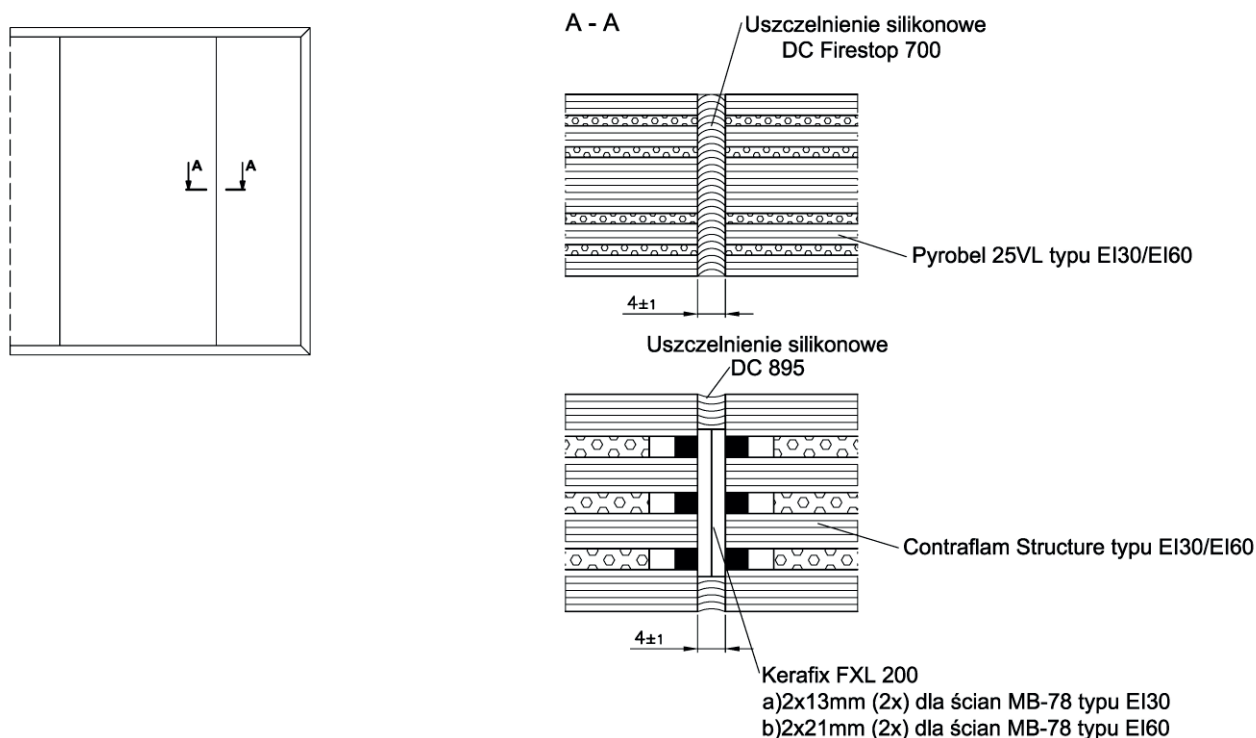 A A
A - A
Uszczelnienie silikonowe
DC Firestop 700
Pyrobel 25VL typu EI30/EI60
4±1
Uszczelnienie silikonowe
DC 895
Contraflam Structure typu EI30/EI60
4±1
Kerafix FXL 200
a)2x13mm (2x) dla ścian MB-78 typu EI30
b)2x21mm (2x) dla ścian MB-78 typu EI60